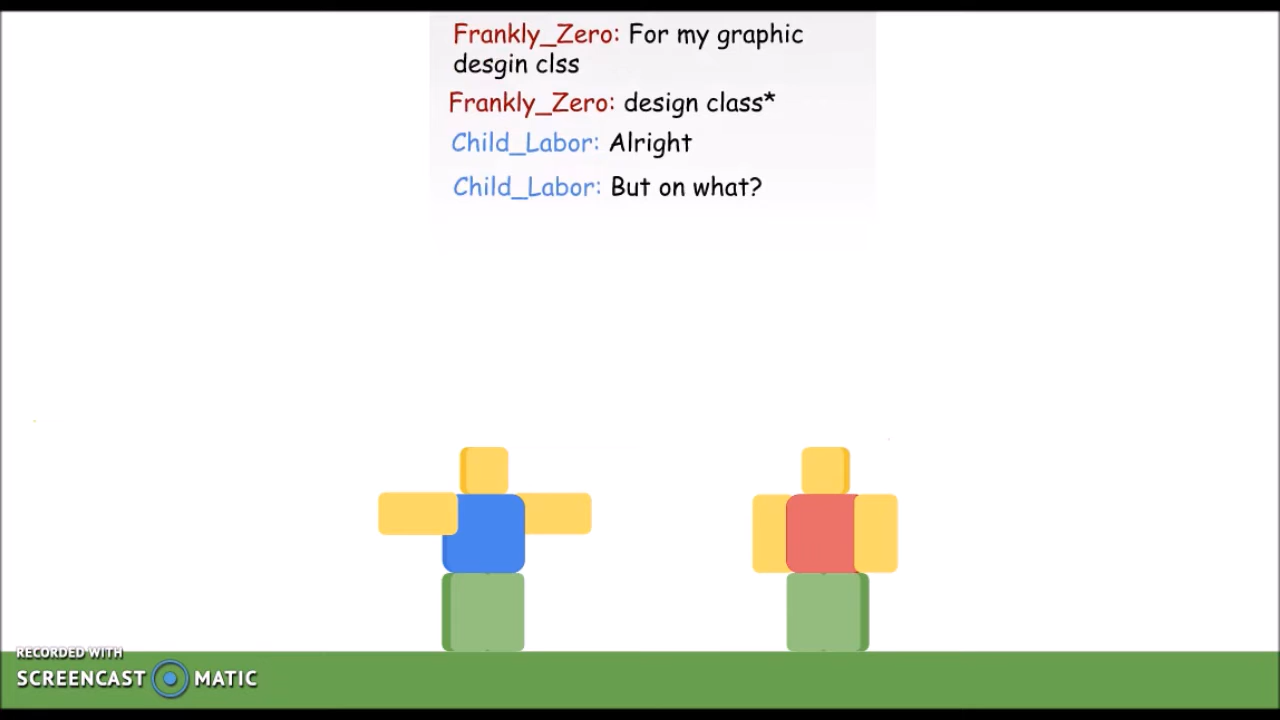 Frankly_Zero: For my graphic
desgin clss
Frankly_Zero: design class*
Child_Labor: Alright
Child_Labor: But on what?
RECORDED WITH
SCREENCAST MATIC